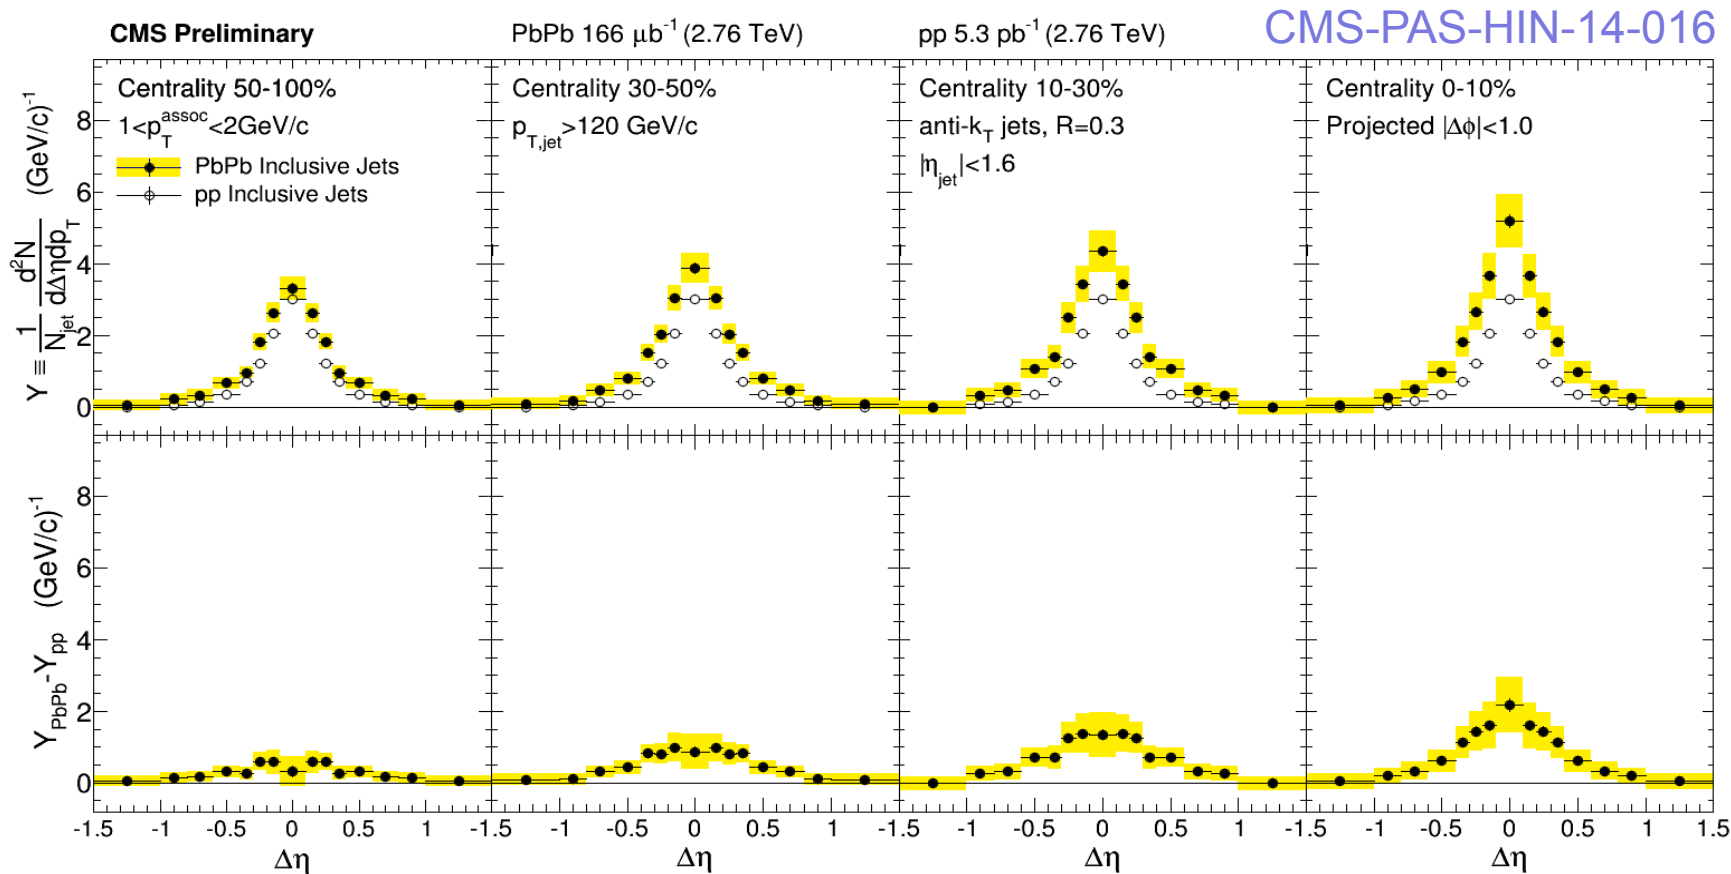 CMS-PAS-HIN-14-016
CMS Preliminary
PbPb 166 μb⁻¹ (2.76 TeV)
pp 5.3 pb⁻¹ (2.76 TeV)
Centrality 50-100%
1<p_T^assoc<2GeV/c
PbPb Inclusive Jets
pp Inclusive Jets
Centrality 30-50%
p_T,jet>120 GeV/c
Centrality 10-30%
anti-k_T jets, R=0.3
|η_jet|<1.6
Centrality 0-10%
Projected |Δϕ|<1.0
Y ≡ 1/N_jet d²N/dΔηdp_T (GeV/c)⁻¹
8
6
4
2
0
Y_PbPb-Y_pp (GeV/c)⁻¹
8
6
4
2
0
-1.5 -1 -0.5 0 0.5 1 -1.5 -1 -0.5 0 0.5 1 -1.5 -1 -0.5 0 0.5 1 -1.5 -1 -0.5 0 0.5 1 1.5
Δη Δη Δη Δη